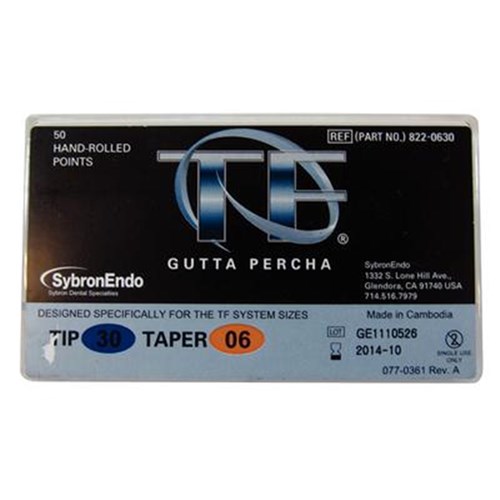 50
HAND-ROLLED
POINTS
REF (PART NO.) 822-0630
TF®
GUTTA PERCHA
SybronEndo
Sybron Dental Specialties
SybronEndo
1332 S. Lone Hill Ave.,
Glendora, CA 91740 USA
714.516.7979
DESIGNED SPECIFICALLY FOR THE TF SYSTEM SIZES
Made in Cambodia
TIP 30 TAPER 06
LOT GE1110526
2014-10
2
SINGLE USE
ONLY
077-0361 Rev. A